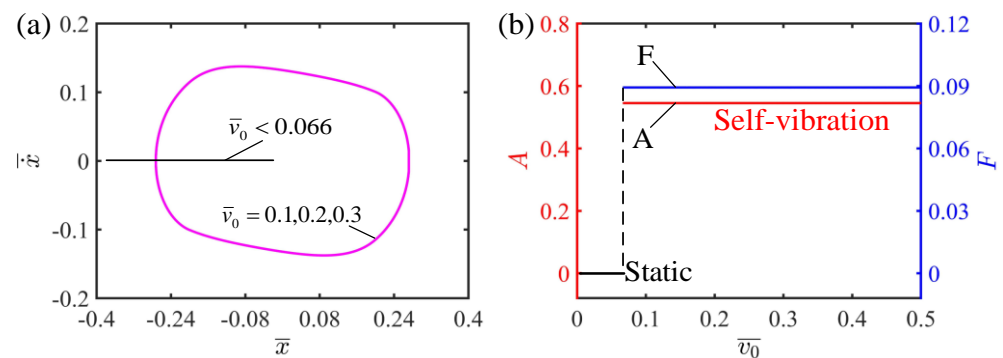 (a)
0.2
0.1
0
-0.1
-0.2
v̄₀ < 0.066
v̄₀ = 0.1,0.2,0.3
-0.4 -0.24 -0.08 0.08 0.24 0.4
x̄
ẋ̄
(b)
0.8
0.6
0.4
0.2
0
A
F
A
Self-vibration
Static
0 0.1 0.2 0.3 0.4 0.5
v̄₀
0.12
0.09
0.06
0.03
0
F